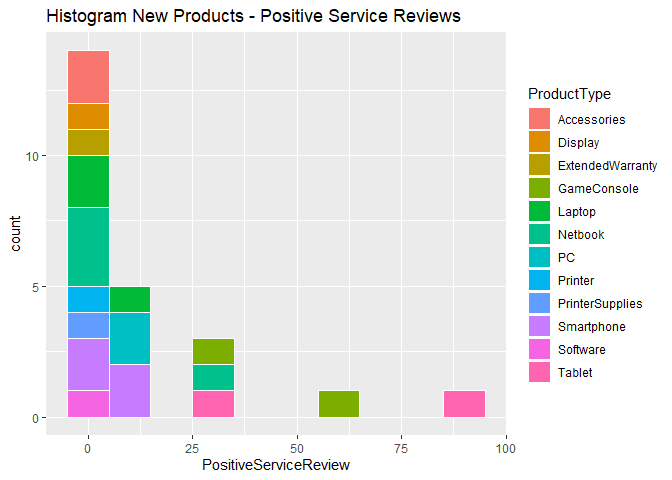 Histogram New Products - Positive Service Reviews
10
5
0
count
0 25 50 75 100
PositiveServiceReview
ProductType
Accessories
Display
ExtendedWarranty
GameConsole
Laptop
Netbook
PC
Printer
PrinterSupplies
Smartphone
Software
Tablet